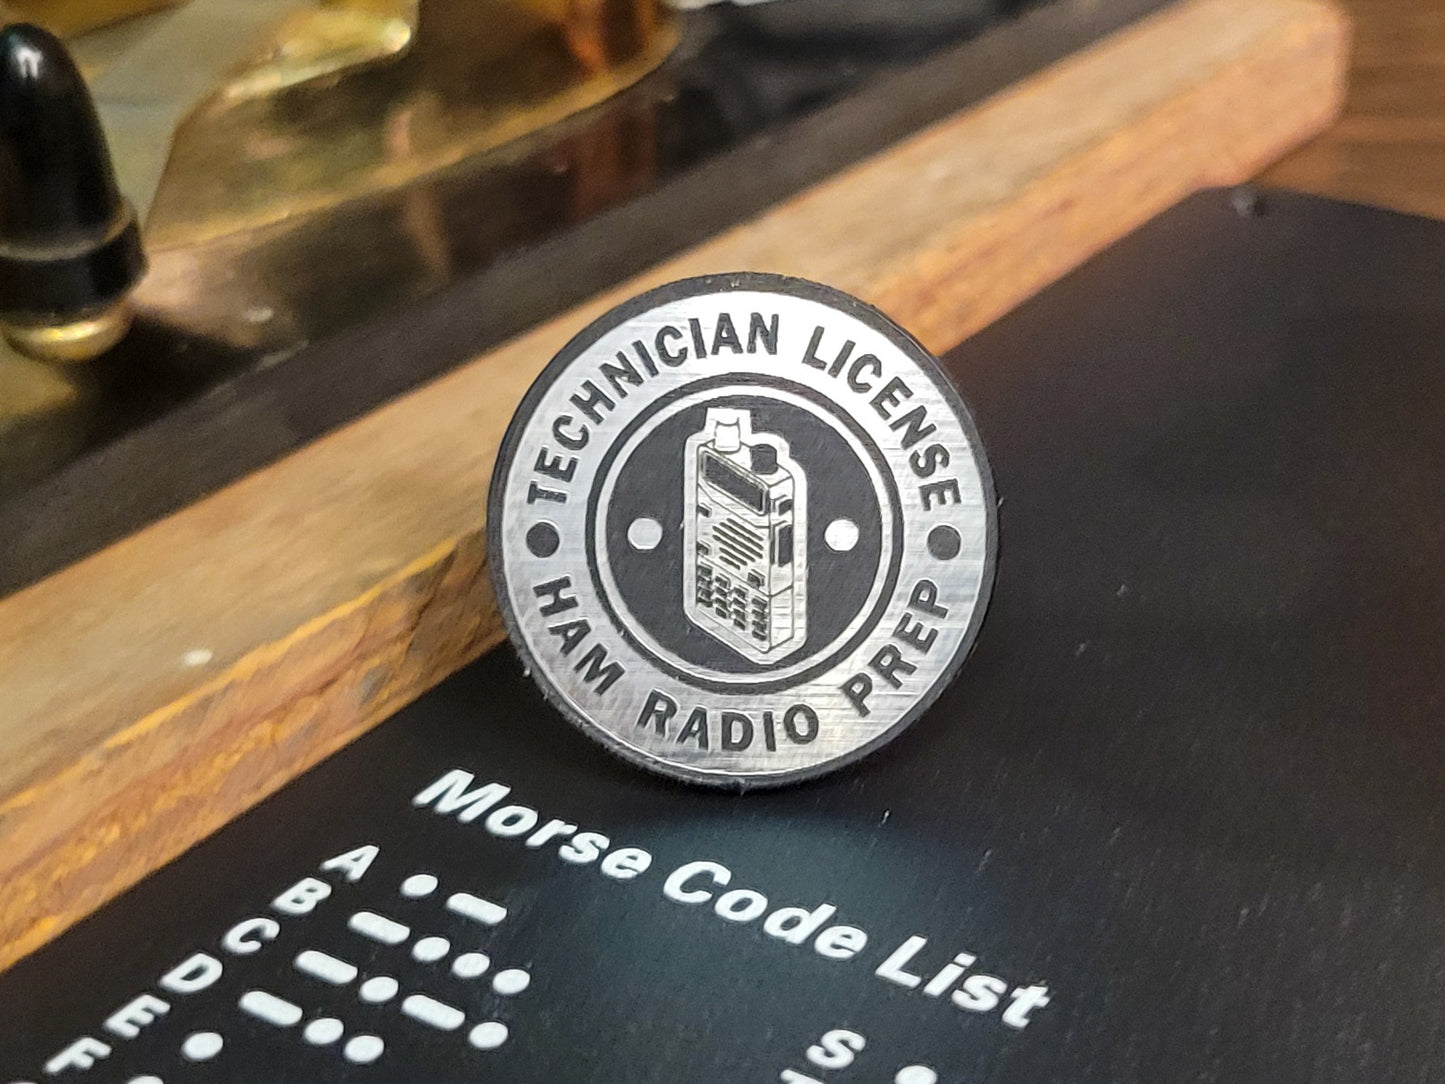 TECHNICIAN LICENSE
HAM RADIO PREP
Morse Code List
A
B
C
D
E
F
S